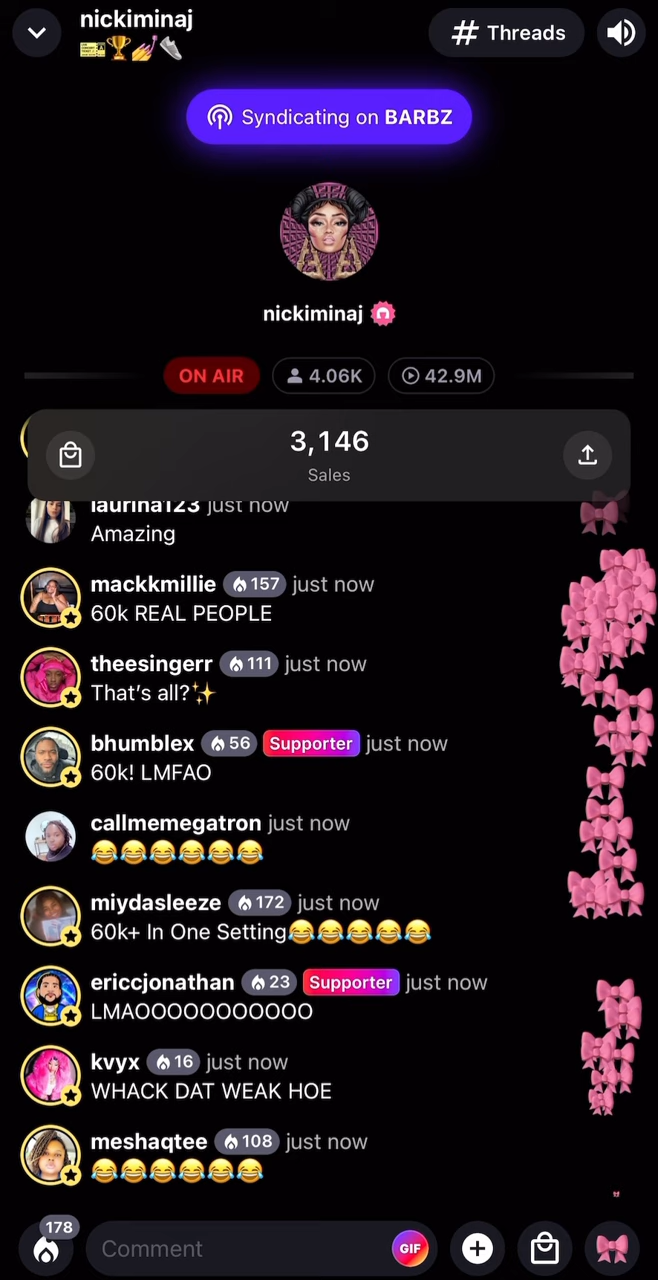 nickiminaj
🎫🏆💅👟
# Threads
Syndicating on BARBZ
nickiminaj
ON AIR
4.06K
42.9M
3,146
Sales
laurina123 just now
Amazing
mackkmillie 157 just now
60k REAL PEOPLE
theesingerr 111 just now
That’s all?✨
bhumblex 56 Supporter just now
60k! LMFAO
callmemegatron just now
😂😂😂😂😂😂
miydasleeze 172 just now
60k+ In One Setting😂😂😂😂😂
ericcjonathan 23 Supporter just now
LMAOOOOOOOOOOO
kvyx 16 just now
WHACK DAT WEAK HOE
meshaqtee 108 just now
😂😂😂😂😂😂
178
Comment
GIF